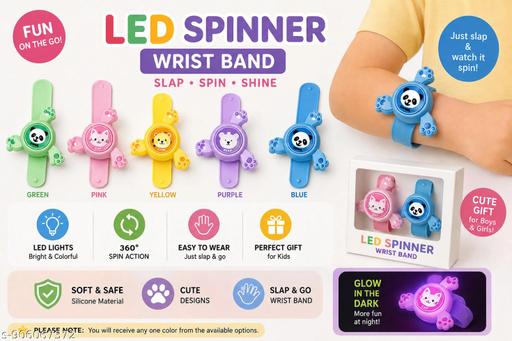 FUN
ON THE GO!
LED SPINNER
WRIST BAND
SLAP • SPIN • SHINE
Just slap
& watch it
spin!
GREEN
PINK
YELLOW
PURPLE
BLUE
LED SPINNER
WRIST BAND
CUTE
GIFT
for Boys
& Girls!
LED LIGHTS
Bright & Colorful
360°
SPIN ACTION
EASY TO WEAR
Just slap & go
PERFECT GIFT
for Kids
SOFT & SAFE
Silicone Material
CUTE
DESIGNS
SLAP & GO
WRIST BAND
GLOW
IN THE
DARK
More fun
at night!
PLEASE NOTE: You will receive any one color from the available options.